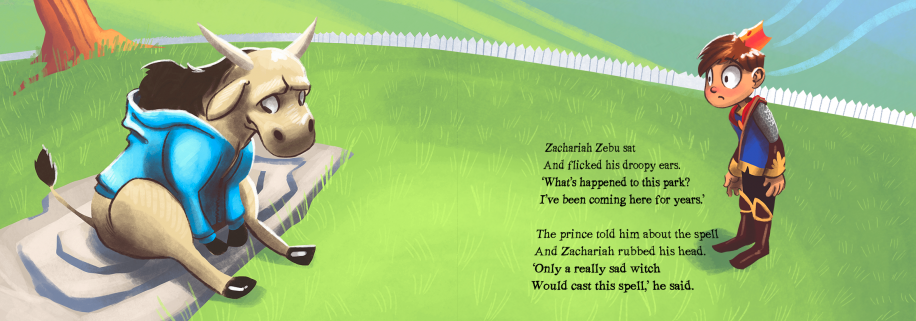 Zachariah Zebu sat
And flicked his droopy ears.
‘What’s happened to this park?
I’ve been coming here for years.’
The prince told him about the spell
And Zachariah rubbed his head.
‘Only a really sad witch
Would cast this spell,’ he said.